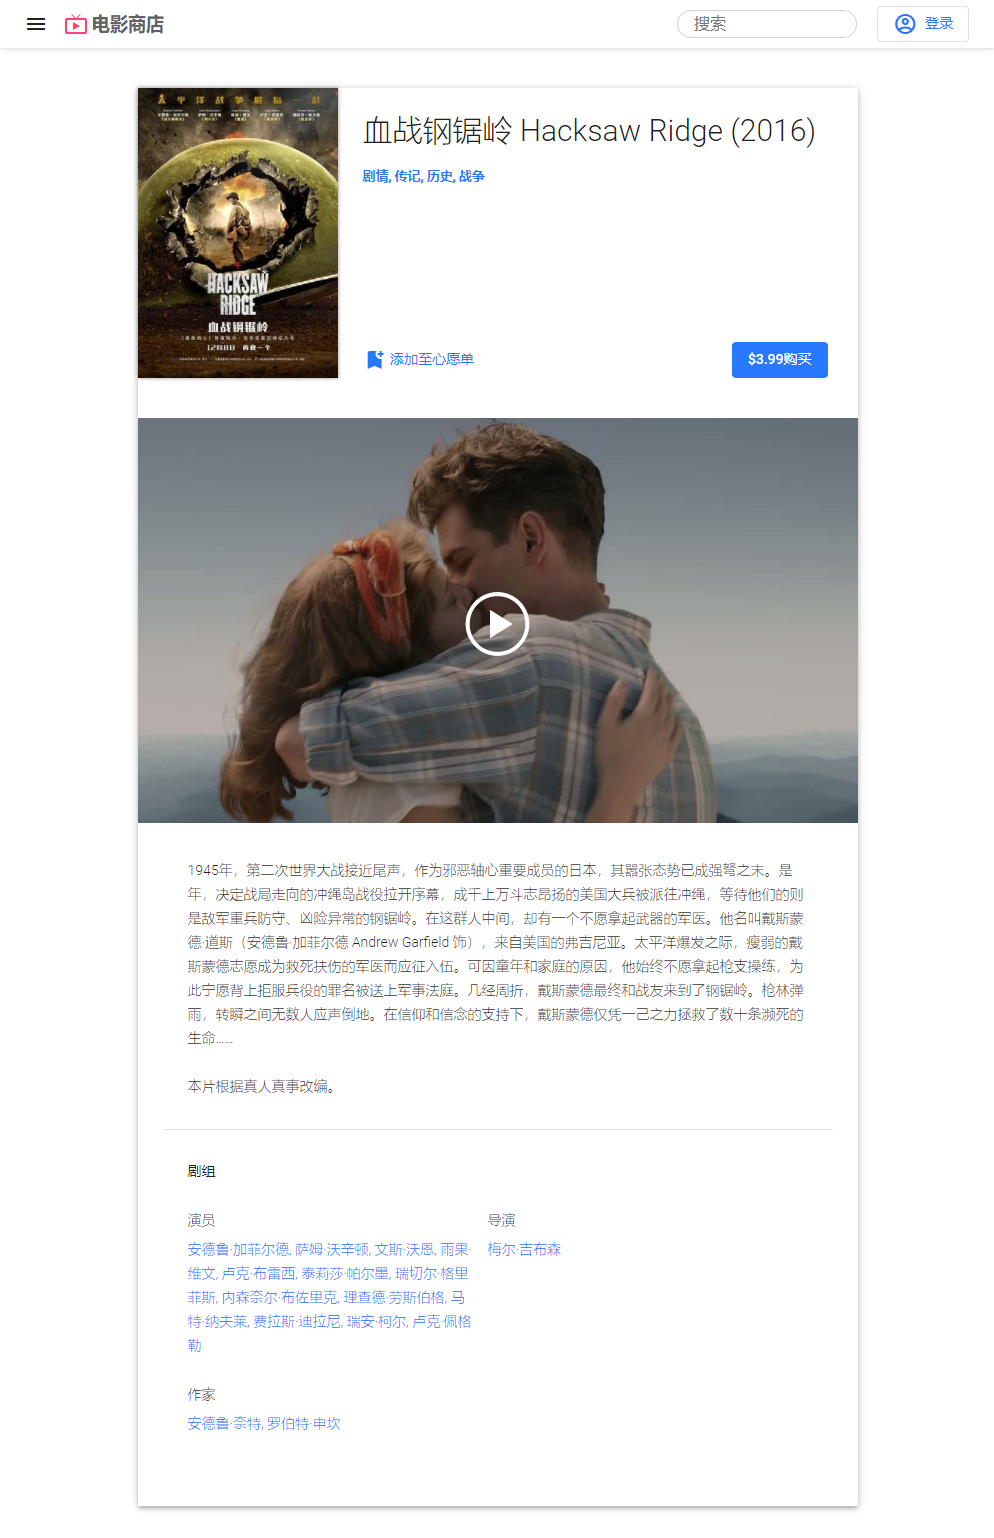 电影商店
搜索
登录
太平洋战争最后一战
HACKSAW
RIDGE
血战钢锯岭
12月8日 再救一个
血战钢锯岭 Hacksaw Ridge (2016)
剧情, 传记, 历史, 战争
添加至心愿单
$3.99购买
1945年，第二次世界大战接近尾声，作为邪恶轴心重要成员的日本，其嚣张态势已成强弩之末。是
年，决定战局走向的冲绳岛战役拉开序幕，成千上万斗志昂扬的美国大兵被派往冲绳，等待他们的则
是敌军重兵防守、凶险异常的钢锯岭。在这群人中间，却有一个不愿拿起武器的军医。他名叫戴斯蒙
德·道斯（安德鲁·加菲尔德 Andrew Garfield 饰），来自美国的弗吉尼亚。太平洋爆发之际，瘦弱的戴
斯蒙德志愿成为救死扶伤的军医而应征入伍。可因童年和家庭的原因，他始终不愿拿起枪支操练，为
此宁愿背上拒服兵役的罪名被送上军事法庭。几经周折，戴斯蒙德最终和战友来到了钢锯岭。枪林弹
雨，转瞬之间无数人应声倒地。在信仰和信念的支持下，戴斯蒙德仅凭一己之力拯救了数十条濒死的
生命……
本片根据真人真事改编。
剧组
演员
安德鲁·加菲尔德, 萨姆·沃辛顿, 文斯·沃恩, 雨果·
维文, 卢克·布雷西, 泰莉莎·帕尔墨, 瑞切尔·格里
菲斯, 内森奈尔·布佐里克, 理查德·劳斯伯格, 马
特·纳夫莱, 费拉斯·迪拉尼, 瑞安·柯尔, 卢克·佩格
勒
导演
梅尔·吉布森
作家
安德鲁·奈特, 罗伯特·申坎